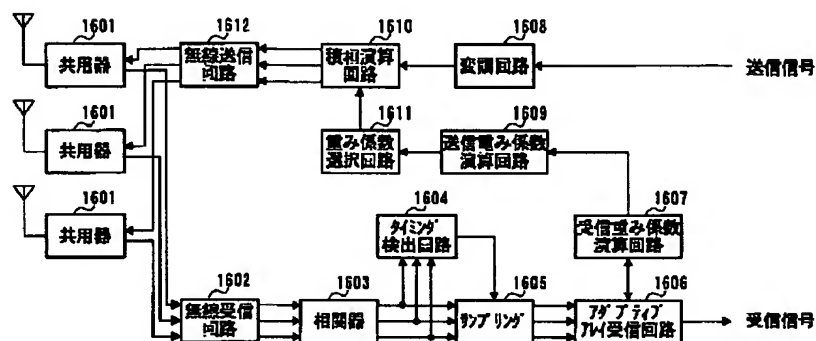 1601
共用器
1612
無線送信
回路
1610
積和演算
回路
1608
変調回路
送信信号
1601
共用器
1611
重み係数
選択回路
1609
送信重み係数
演算回路
1601
共用器
1604
タイミング
検出回路
1607
受信重み係数
演算回路
1602
無線受信
回路
1603
相関器
1605
サンプリング
1606
アダプティブ
アレイ受信回路
受信信号